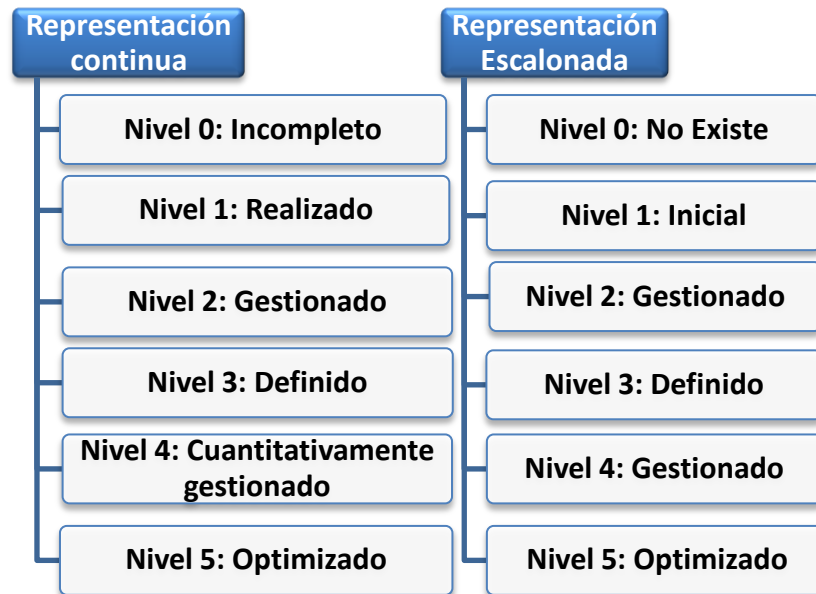 Representación
continua
Nivel 0: Incompleto
Nivel 1: Realizado
Nivel 2: Gestionado
Nivel 3: Definido
Nivel 4: Cuantitativamente
gestionado
Nivel 5: Optimizado
Representación
Escalonada
Nivel 0: No Existe
Nivel 1: Inicial
Nivel 2: Gestionado
Nivel 3: Definido
Nivel 4: Gestionado
Nivel 5: Optimizado